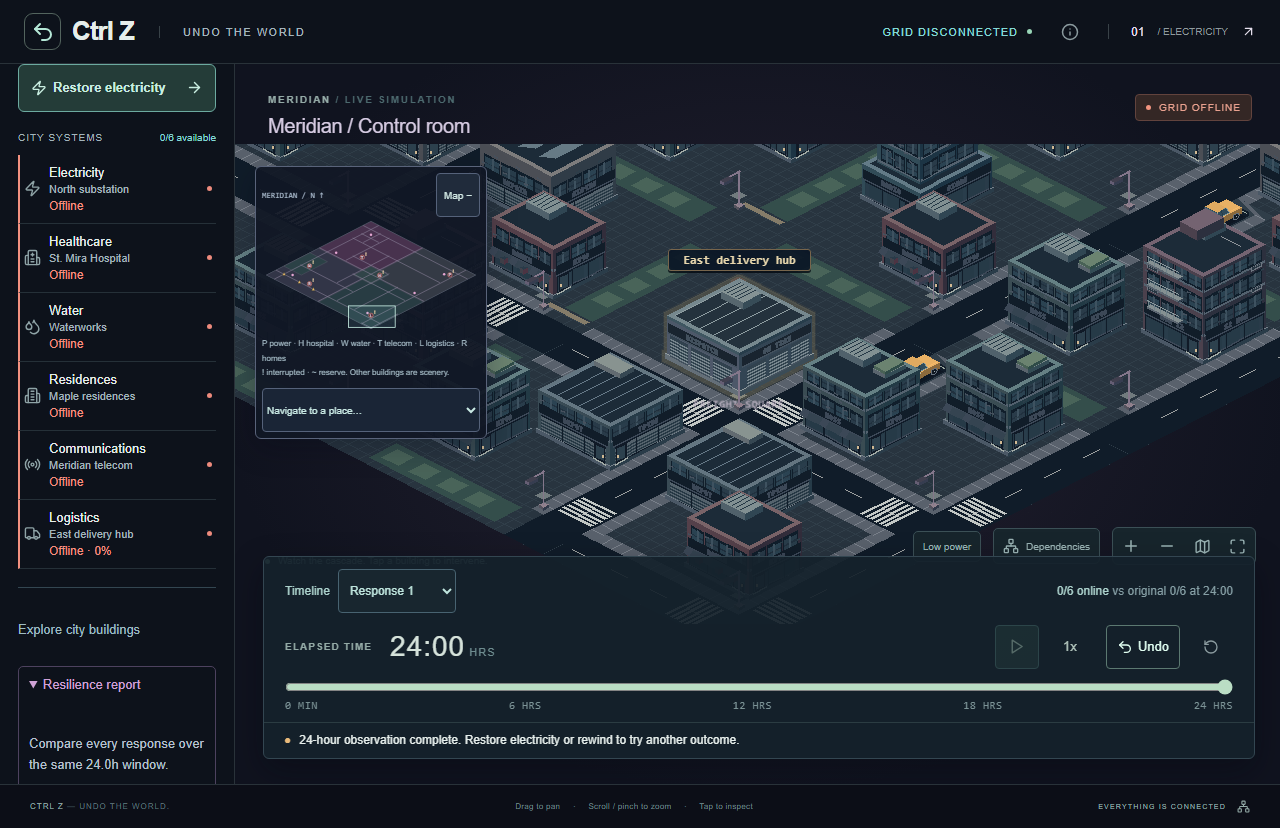 Ctrl Z
UNDO THE WORLD
GRID DISCONNECTED
01 / ELECTRICITY
Restore electricity
CITY SYSTEMS
0/6 available
Electricity
North substation
Offline
Healthcare
St. Mira Hospital
Offline
Water
Waterworks
Offline
Residences
Maple residences
Offline
Communications
Meridian telecom
Offline
Logistics
East delivery hub
Offline · 0%
Explore city buildings
▼ Resilience report
Compare every response over
the same 24.0h window.
MERIDIAN / LIVE SIMULATION
Meridian / Control room
GRID OFFLINE
MERIDIAN / N ↑
Map −
P power · H hospital · W water · T telecom · L logistics · R
homes
! interrupted · ~ reserve. Other buildings are scenery.
Navigate to a place...
East delivery hub
Low power
Dependencies
Timeline
Response 1
0/6 online vs original 0/6 at 24:00
ELAPSED TIME
24:00 HRS
1x
Undo
0 MIN
6 HRS
12 HRS
18 HRS
24 HRS
24-hour observation complete. Restore electricity or rewind to try another outcome.
CTRL Z — UNDO THE WORLD.
Drag to pan · Scroll / pinch to zoom · Tap to inspect
EVERYTHING IS CONNECTED